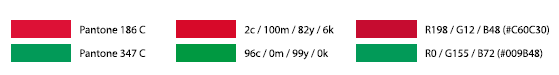 Pantone 186 C 2c / 100m / 82y / 6k R198 / G12 / B48 (#C60C30)
Pantone 347 C 96c / 0m / 99y / 0k R0 / G155 / B72 (#009B48)